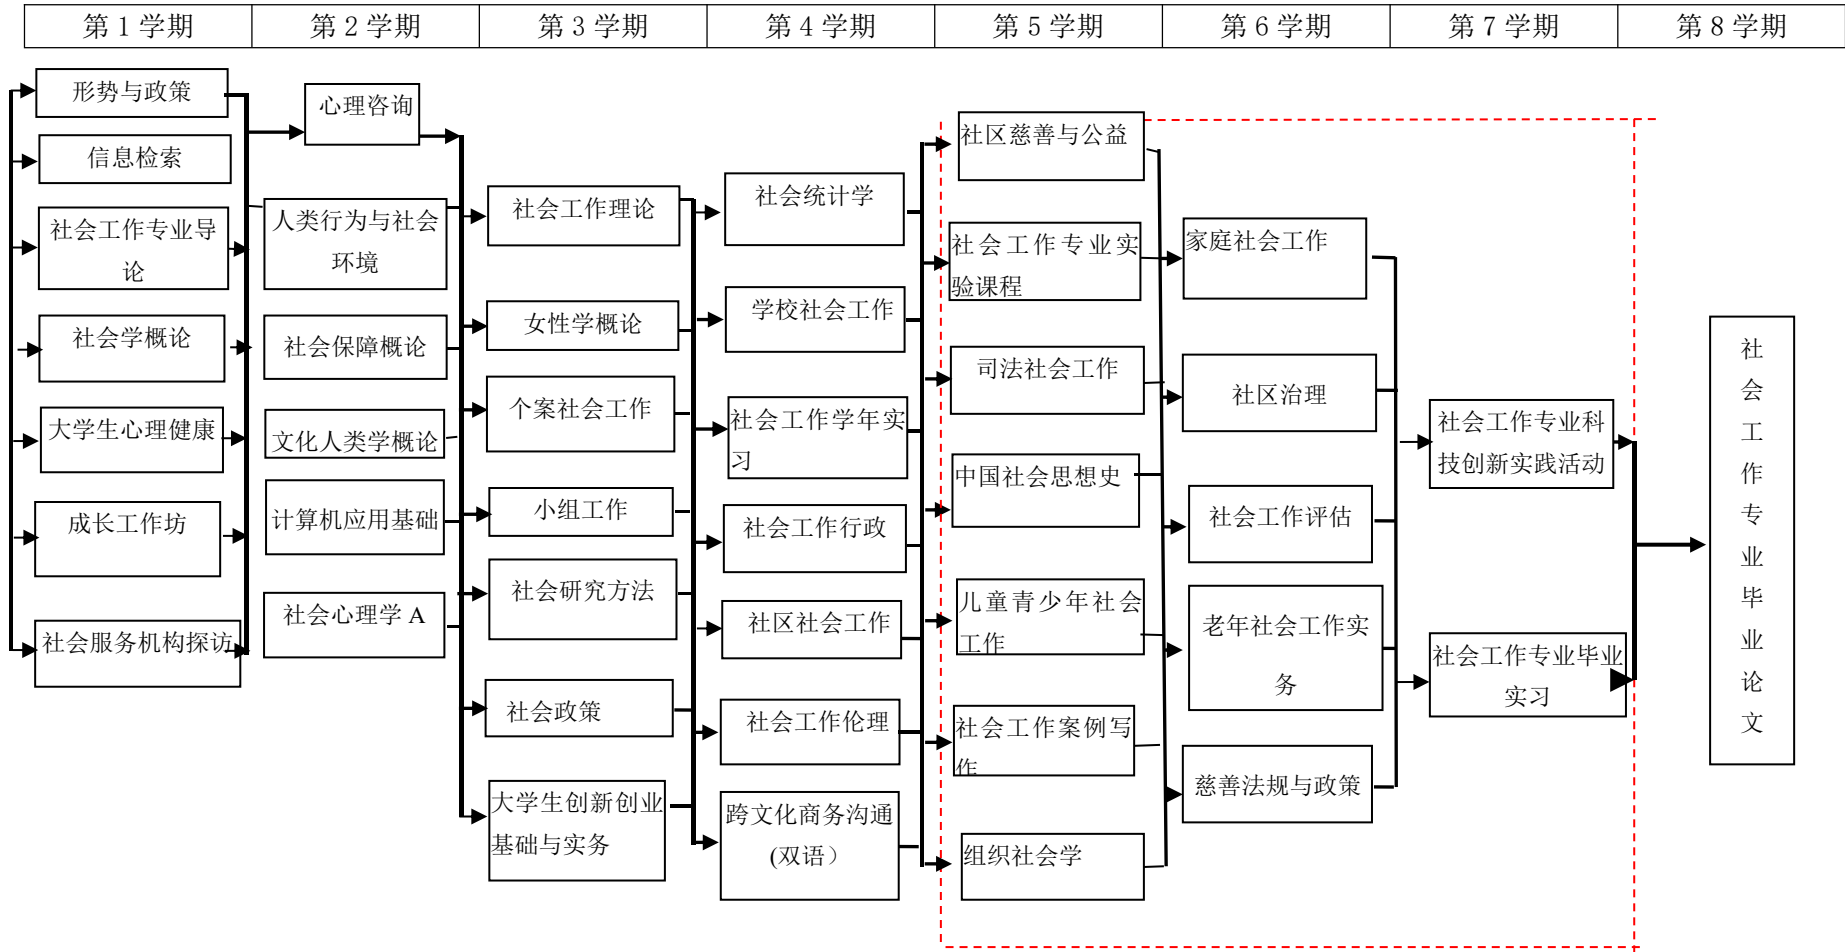 第 1 学期
第 2 学期
第 3 学期
第 4 学期
第 5 学期
第 6 学期
第 7 学期
第 8 学期
形势与政策
信息检索
社会工作专业导
论
社会学概论
大学生心理健康
成长工作坊
社会服务机构探访
心理咨询
人类行为与社会
环境
社会保障概论
文化人类学概论
计算机应用基础
社会心理学 A
社会工作理论
女性学概论
个案社会工作
小组工作
社会研究方法
社会政策
大学生创新创业
基础与实务
社会统计学
学校社会工作
社会工作学年实
习
社会工作行政
社区社会工作
社会工作伦理
跨文化商务沟通
(双语）
社区慈善与公益
社会工作专业实
验课程
司法社会工作
中国社会思想史
儿童青少年社会
工作
社会工作案例写
作
组织社会学
家庭社会工作
社区治理
社会工作评估
老年社会工作实
务
慈善法规与政策
社会工作专业科
技创新实践活动
社会工作专业毕业
实习
社
会
工
作
专
业
毕
业
论
文